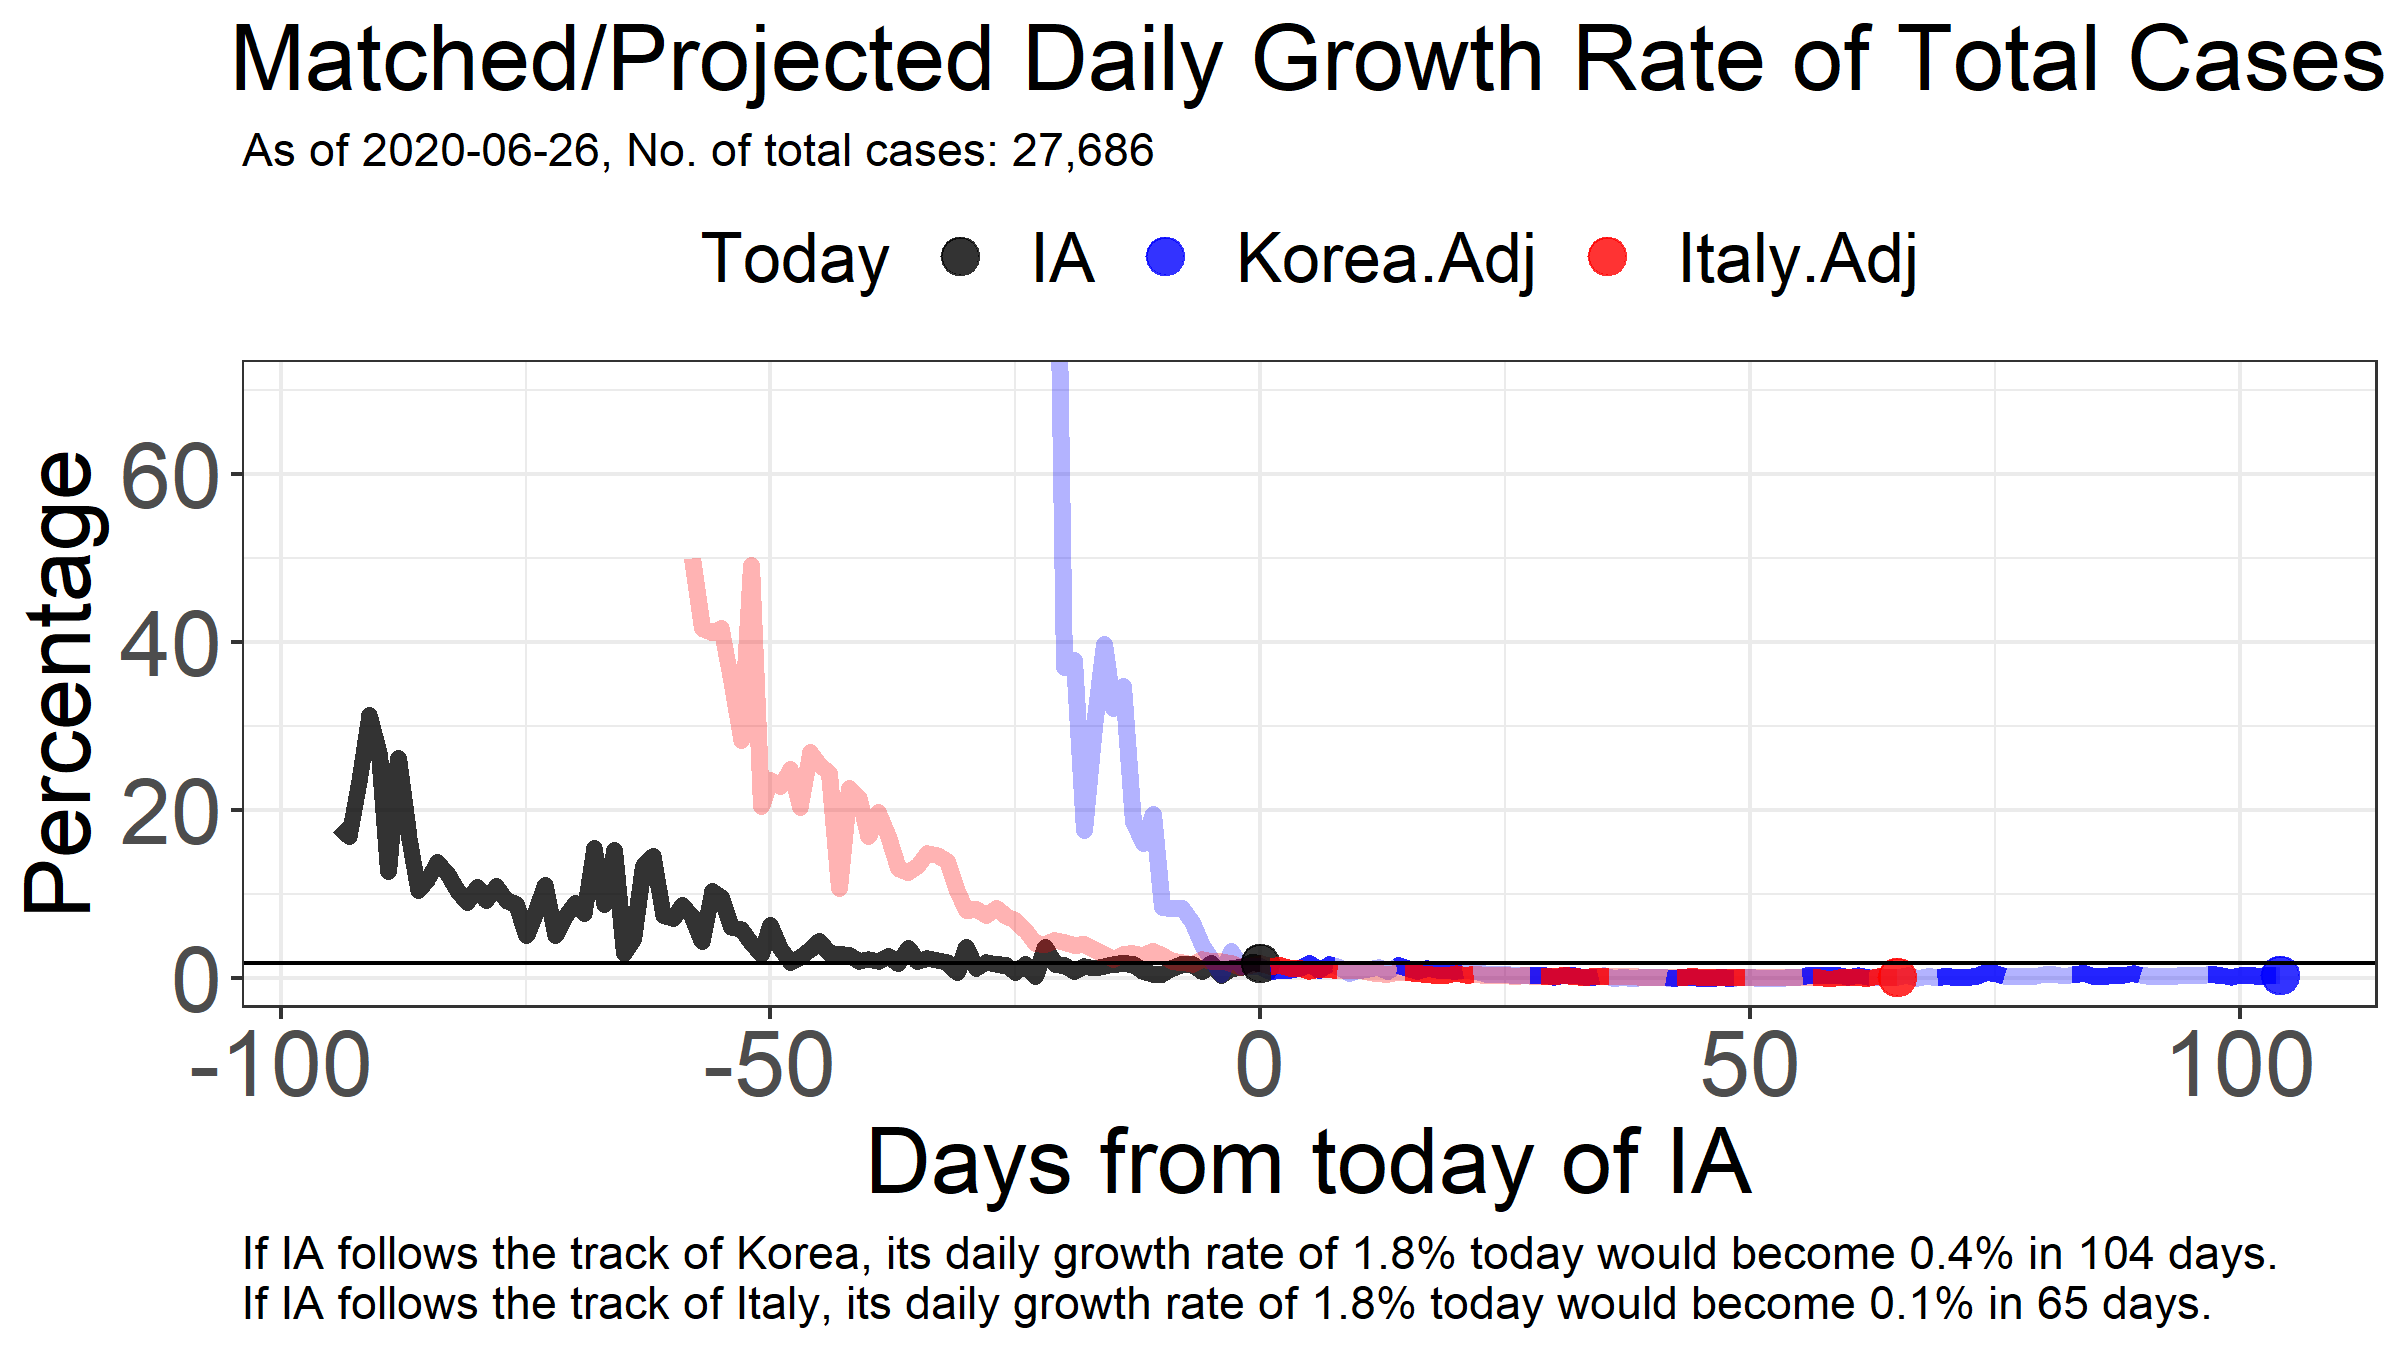 Matched/Projected Daily Growth Rate of Total Cases
As of 2020-06-26, No. of total cases: 27,686
Today IA Korea.Adj Italy.Adj
Percentage
60
40
20
0
-100 -50 0 50 100
Days from today of IA
If IA follows the track of Korea, its daily growth rate of 1.8% today would become 0.4% in 104 days.
If IA follows the track of Italy, its daily growth rate of 1.8% today would become 0.1% in 65 days.